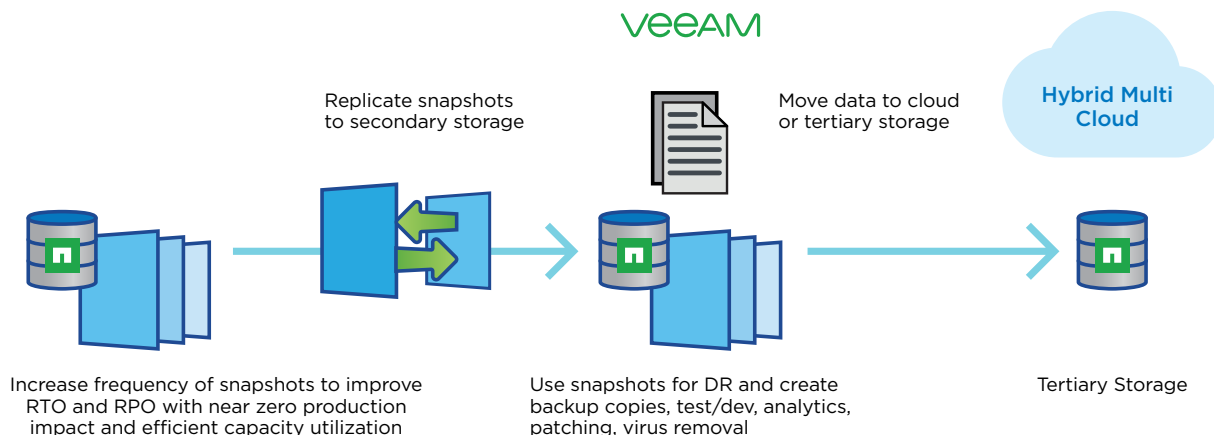 veeAM
Replicate snapshots
to secondary storage
Move data to cloud
or tertiary storage
Hybrid Multi
Cloud
Increase frequency of snapshots to improve
RTO and RPO with near zero production
impact and efficient capacity utilization
Use snapshots for DR and create
backup copies, test/dev, analytics,
patching, virus removal
Tertiary Storage